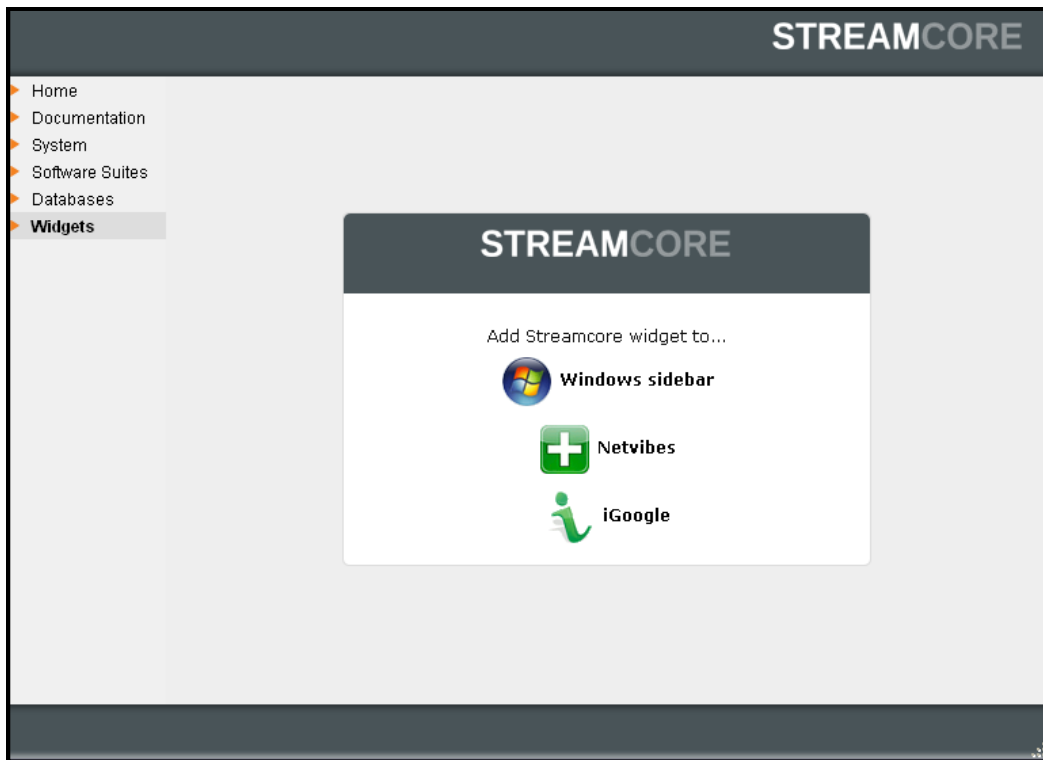 STREAMCORE
Home
Documentation
System
Software Suites
Databases
Widgets
STREAMCORE
Add Streamcore widget to...
Windows sidebar
Netvibes
iGoogle